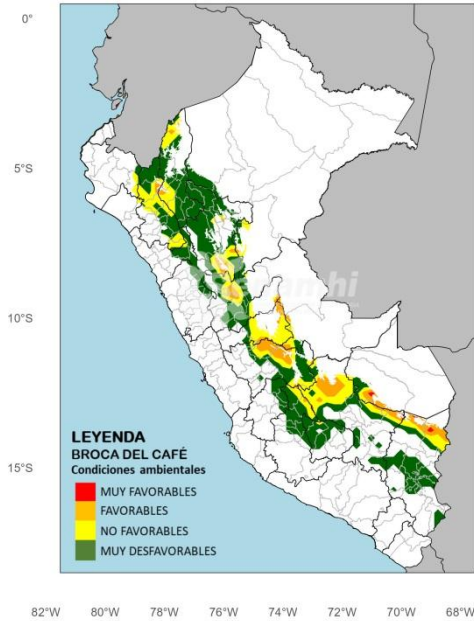 0°
5°S
10°S
15°S
LEYENDA
BROCA DEL CAFÉ
Condiciones ambientales
MUY FAVORABLES
FAVORABLES
NO FAVORABLES
MUY DESFAVORABLES
82°W 80°W 78°W 76°W 74°W 72°W 70°W 68°W